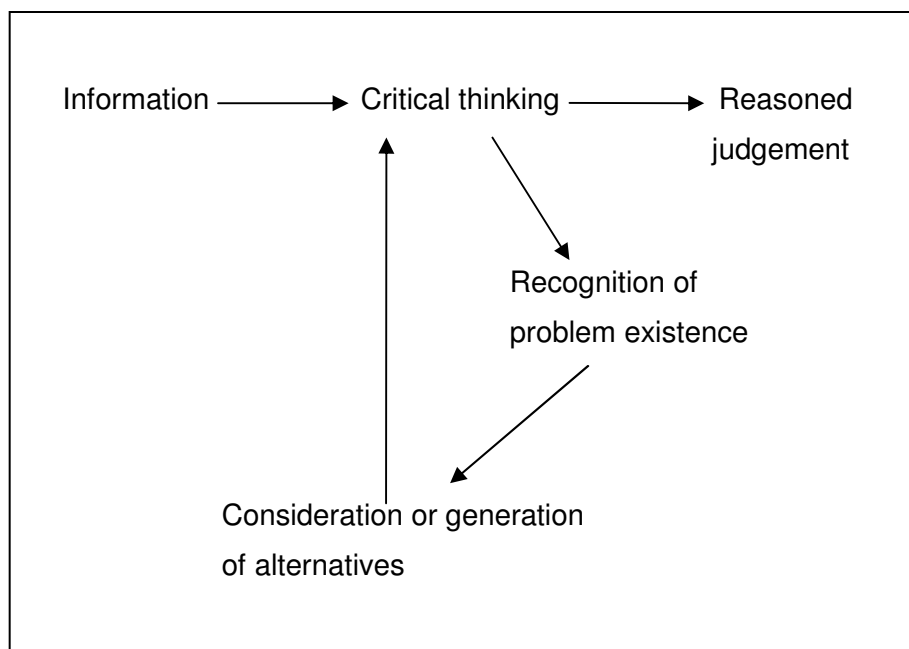 Information
Critical thinking
Reasoned
judgement
Recognition of
problem existence
Consideration or generation
of alternatives